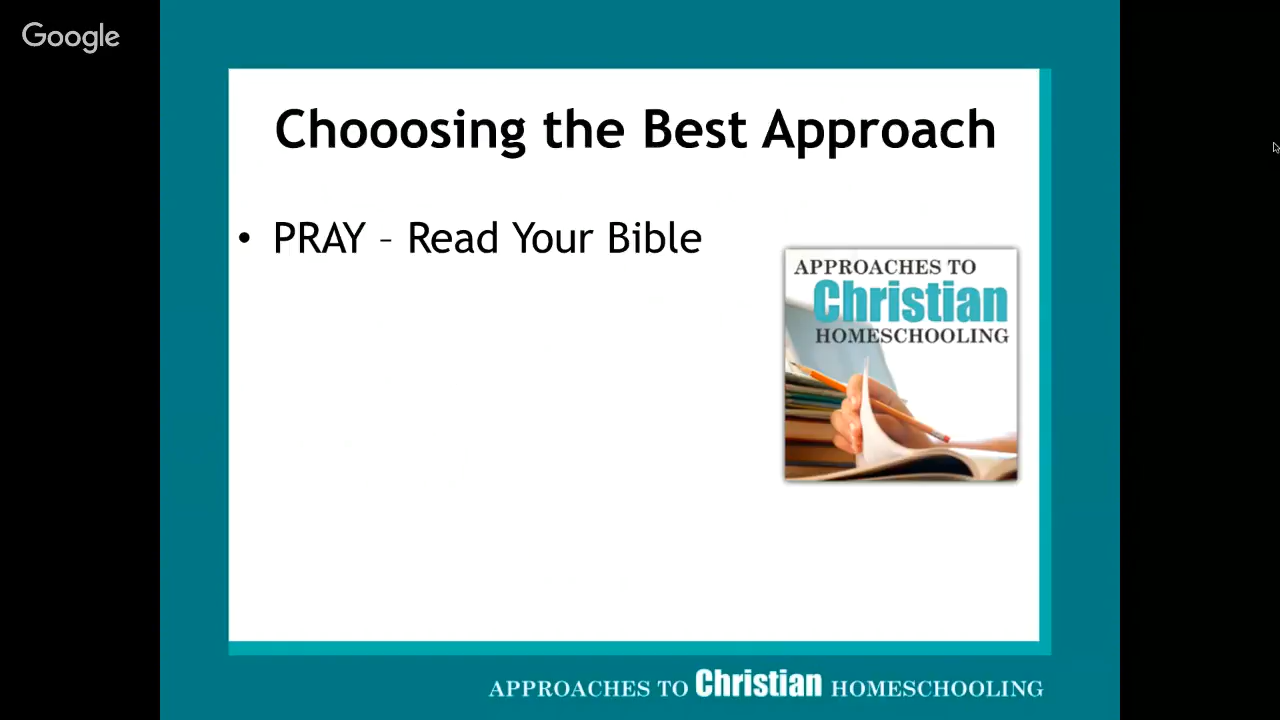 Google
Chooosing the Best Approach
• PRAY – Read Your Bible
APPROACHES TO
Christian
HOMESCHOOLING
APPROACHES TO Christian HOMESCHOOLING